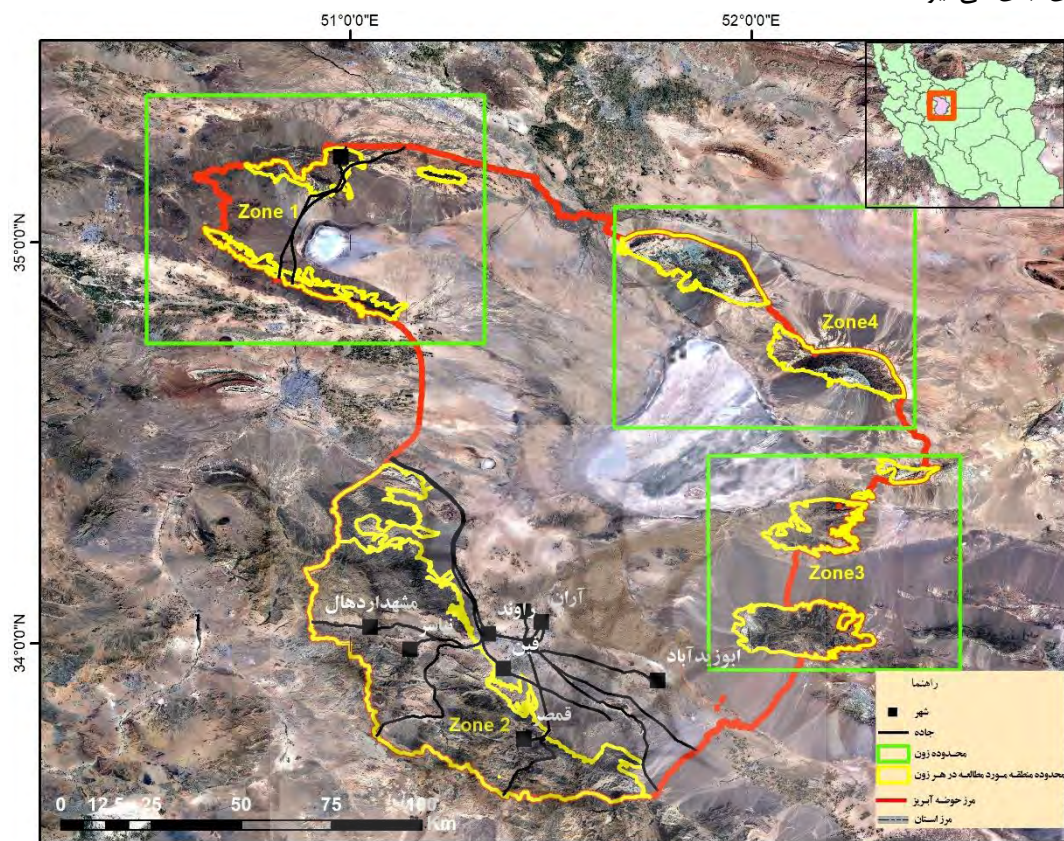 51°0'0"E
52°0'0"E
35°0'0"N
34°0'0"N
Zone 1
Zone4
Zone3
Zone 2
مشهداردهال
راوند
آران
فین
قمصر
ابوزیدآباد
راهنما
شهر
جاده
محدوده زون
محدوده منطقه مورد مطالعه در هر زون
مرز حوضه آبریز
مرز استان
0 12.5 25 50 75 100
Km